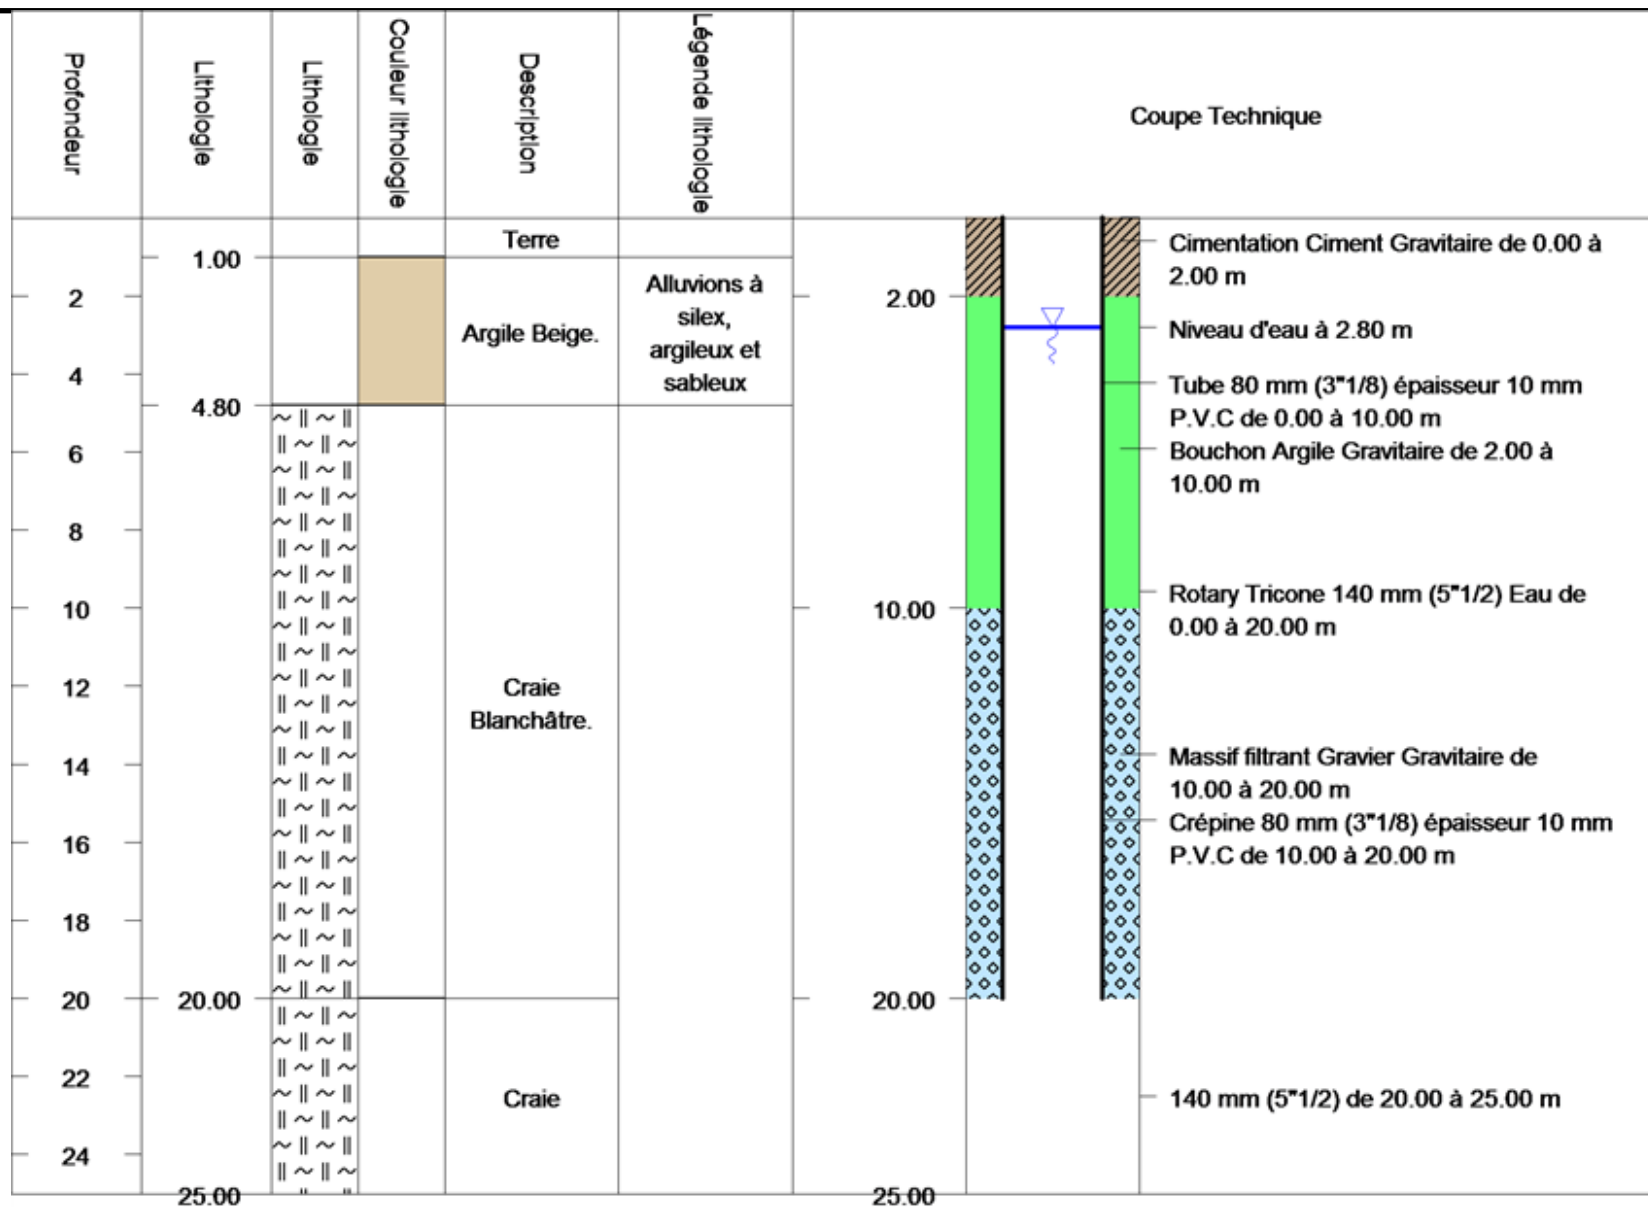 Profondeur
Lithologie
Lithologie
Couleur lithologie
Description
Légende lithologie
Coupe Technique
Terre
1.00
Cimentation Ciment Gravitaire de 0.00 à
2.00 m
2
Argile Beige.
Alluvions à
silex,
argileux et
sableux
2.00
Niveau d'eau à 2.80 m
4
Tube 80 mm (3"1/8) épaisseur 10 mm
P.V.C de 0.00 à 10.00 m
4.80
6
Bouchon Argile Gravitaire de 2.00 à
10.00 m
8
10
10.00
Rotary Tricone 140 mm (5"1/2) Eau de
0.00 à 20.00 m
12
Craie
Blanchâtre.
14
Massif filtrant Gravier Gravitaire de
10.00 à 20.00 m
16
Crépine 80 mm (3"1/8) épaisseur 10 mm
P.V.C de 10.00 à 20.00 m
18
20
20.00
20.00
22
Craie
140 mm (5"1/2) de 20.00 à 25.00 m
24
25.00
25.00